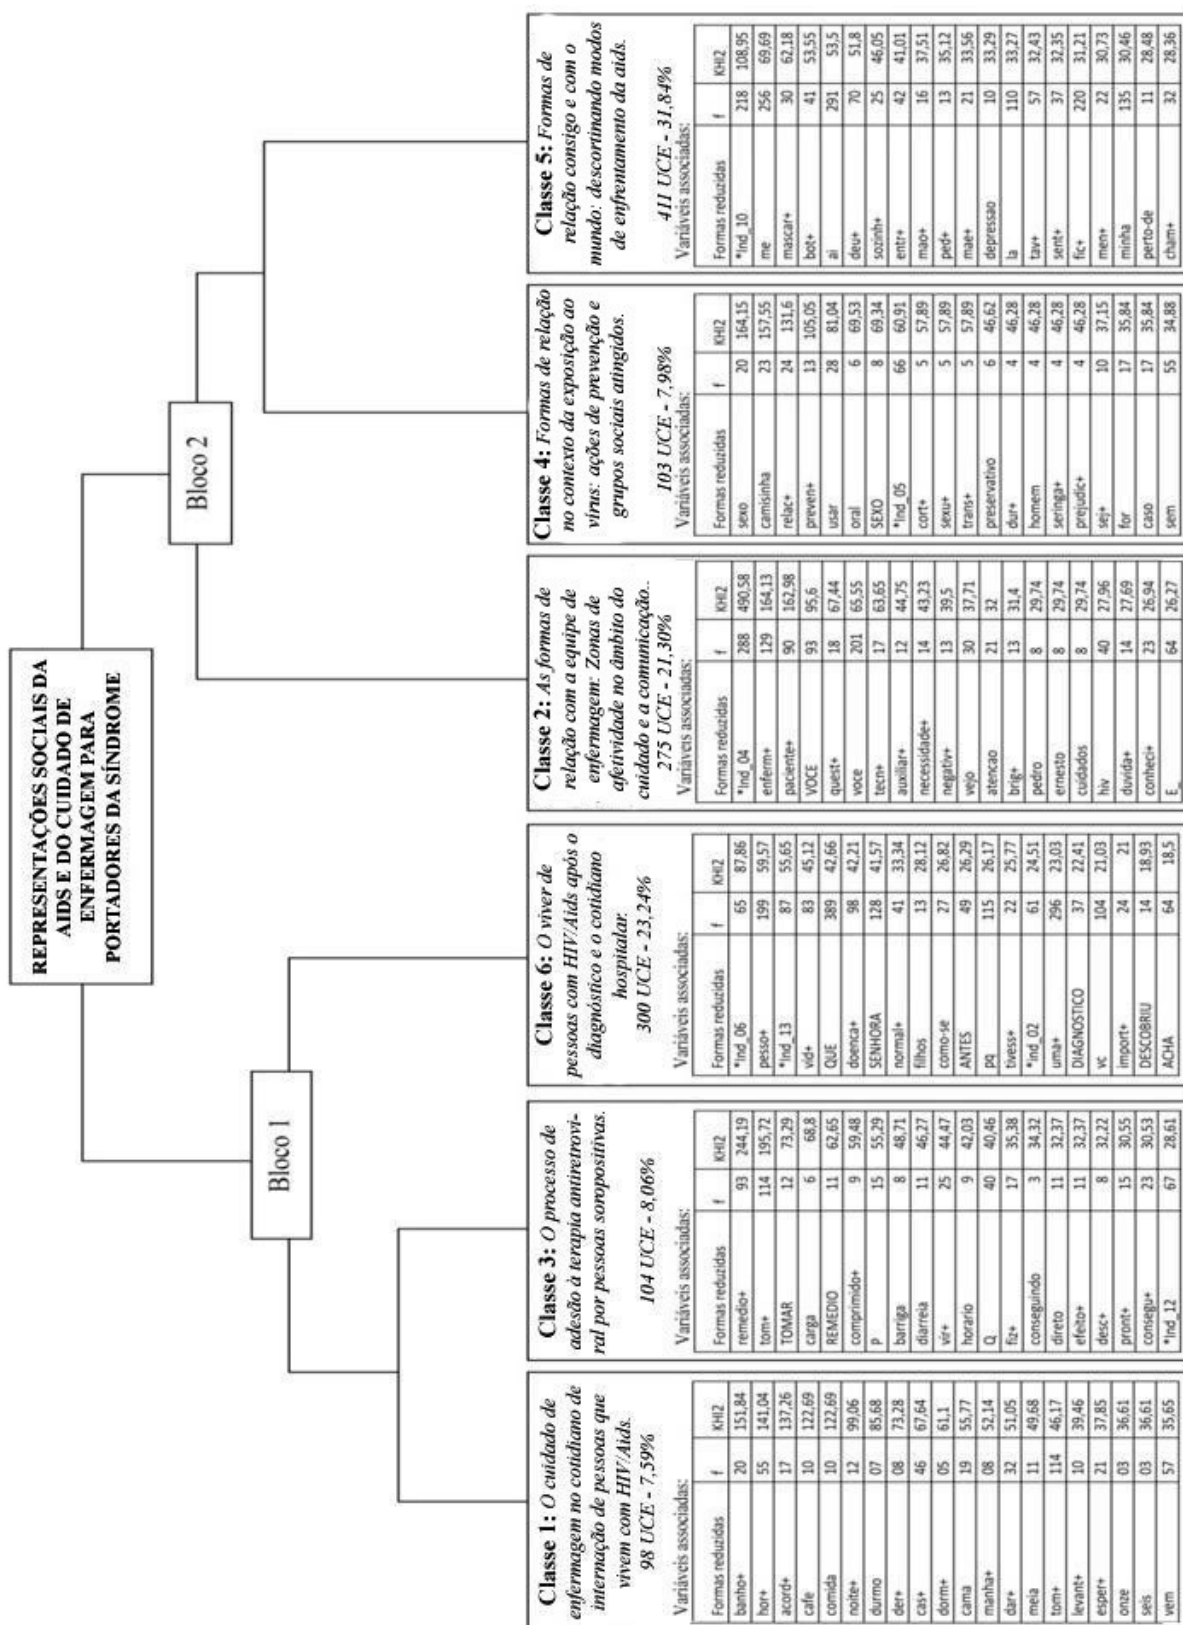 REPRESENTAÇÕES SOCIAIS DA
AIDS E DO CUIDADO DE
ENFERMAGEM PARA
PORTADORES DA SÍNDROME
Bloco 1
Bloco 2
Classe 1: O cuidado de
enfermagem no cotidiano de
internação de pessoas que
vivem com HIV/Aids.
98 UCE - 7,59%
Variáveis associadas:
Formas reduzidas f KHI2
banho+ 20 151,84
hor+ 55 141,04
acord+ 17 137,26
cafe 10 122,69
comida 10 122,69
noite+ 12 99,06
durmo 07 85,68
der+ 08 73,28
cas+ 46 67,64
dorm+ 05 61,1
cama 19 55,77
manha+ 08 52,14
dar+ 32 51,05
meia 11 49,68
tom+ 114 46,17
levant+ 10 39,46
esper+ 21 37,85
onze 03 36,61
seis 03 36,61
vem 57 35,65
Classe 3: O processo de
adesão à terapia antiretrovi-
ral por pessoas soropositivas.
104 UCE - 8,06%
Variáveis associadas:
Formas reduzidas f KHI2
remedio+ 93 244,19
tom+ 114 195,72
TOMAR 12 73,29
carga 6 68,8
REMEDIO 11 62,65
comprimido+ 9 59,48
P 15 55,29
barriga 8 48,71
diarreia 11 46,27
vir+ 25 44,47
horario 9 42,03
Q 40 40,46
fiz+ 17 35,38
conseguindo 3 34,32
direto 11 32,37
efeito+ 11 32,37
desc+ 8 32,22
pront+ 15 30,55
consegu+ 23 30,53
*Ind_12 67 28,61
Classe 6: O viver de
pessoas com HIV/Aids após o
diagnóstico e o cotidiano
hospitalar.
300 UCE - 23,24%
Variáveis associadas:
Formas reduzidas f KHI2
*Ind_06 65 87,86
pesso+ 199 59,57
*Ind_13 87 55,65
vid+ 83 45,12
QUE 389 42,66
doenca+ 98 42,21
SENHORA 128 41,57
normal+ 41 33,34
filhos 13 28,12
como-se 27 26,82
ANTES 49 26,29
pq 115 26,17
tivess+ 22 25,77
*Ind_02 61 24,51
uma+ 296 23,03
DIAGNOSTICO 37 22,41
vc 104 21,03
import+ 24 21
DESCOBRIU 14 18,93
ACHA 64 18,5
Classe 2: As formas de
relação com a equipe de
enfermagem: Zonas de
afetividade no âmbito do
cuidado e a comunicação..
275 UCE - 21,30%
Variáveis associadas:
Formas reduzidas f KHI2
*Ind_04 288 490,58
enferm+ 129 164,13
paciente+ 90 162,98
VOCE 93 95,6
quest+ 18 67,44
voce 201 65,55
tecn+ 17 63,65
auxiliar+ 12 44,75
necessidade+ 14 43,23
negativ+ 13 39,5
vejo 30 37,71
atencao 21 32
brig+ 13 31,4
pedro 8 29,74
ernesto 8 29,74
cuidados 8 29,74
hiv 40 27,96
duvida+ 14 27,69
conheci+ 23 26,94
E_ 64 26,27
Classe 4: Formas de relação
no contexto da exposição ao
vírus: ações de prevenção e
grupos sociais atingidos.
103 UCE - 7,98%
Variáveis associadas:
Formas reduzidas f KHI2
sexo 20 164,15
camisinha 23 157,55
relac+ 24 131,6
preven+ 13 105,05
usar 28 81,04
oral 6 69,53
SEXO 8 69,34
*Ind_05 66 60,91
cort+ 5 57,89
sexu+ 5 57,89
trans+ 5 57,89
preservativo 6 46,62
dur+ 4 46,28
homem 4 46,28
seringa+ 4 46,28
prejudic+ 4 46,28
sej+ 10 37,15
for 17 35,84
caso 17 35,84
sem 55 34,88
Classe 5: Formas de
relação consigo e com o
mundo: descortinando modos
de enfrentamento da aids.
411 UCE - 31,84%
Variáveis associadas:
Formas reduzidas f KHI2
*Ind_10 218 108,95
me 256 69,69
mascar+ 30 62,18
bot+ 41 53,55
ai 291 53,5
deu+ 70 51,8
sozinh+ 25 46,05
entr+ 42 41,01
mao+ 16 37,51
ped+ 13 35,12
mae+ 21 33,56
depressao 10 33,29
la 110 33,27
tav+ 57 32,43
sent+ 37 32,35
fic+ 220 31,21
men+ 22 30,73
minha 135 30,46
perto-de 11 28,48
cham+ 32 28,36